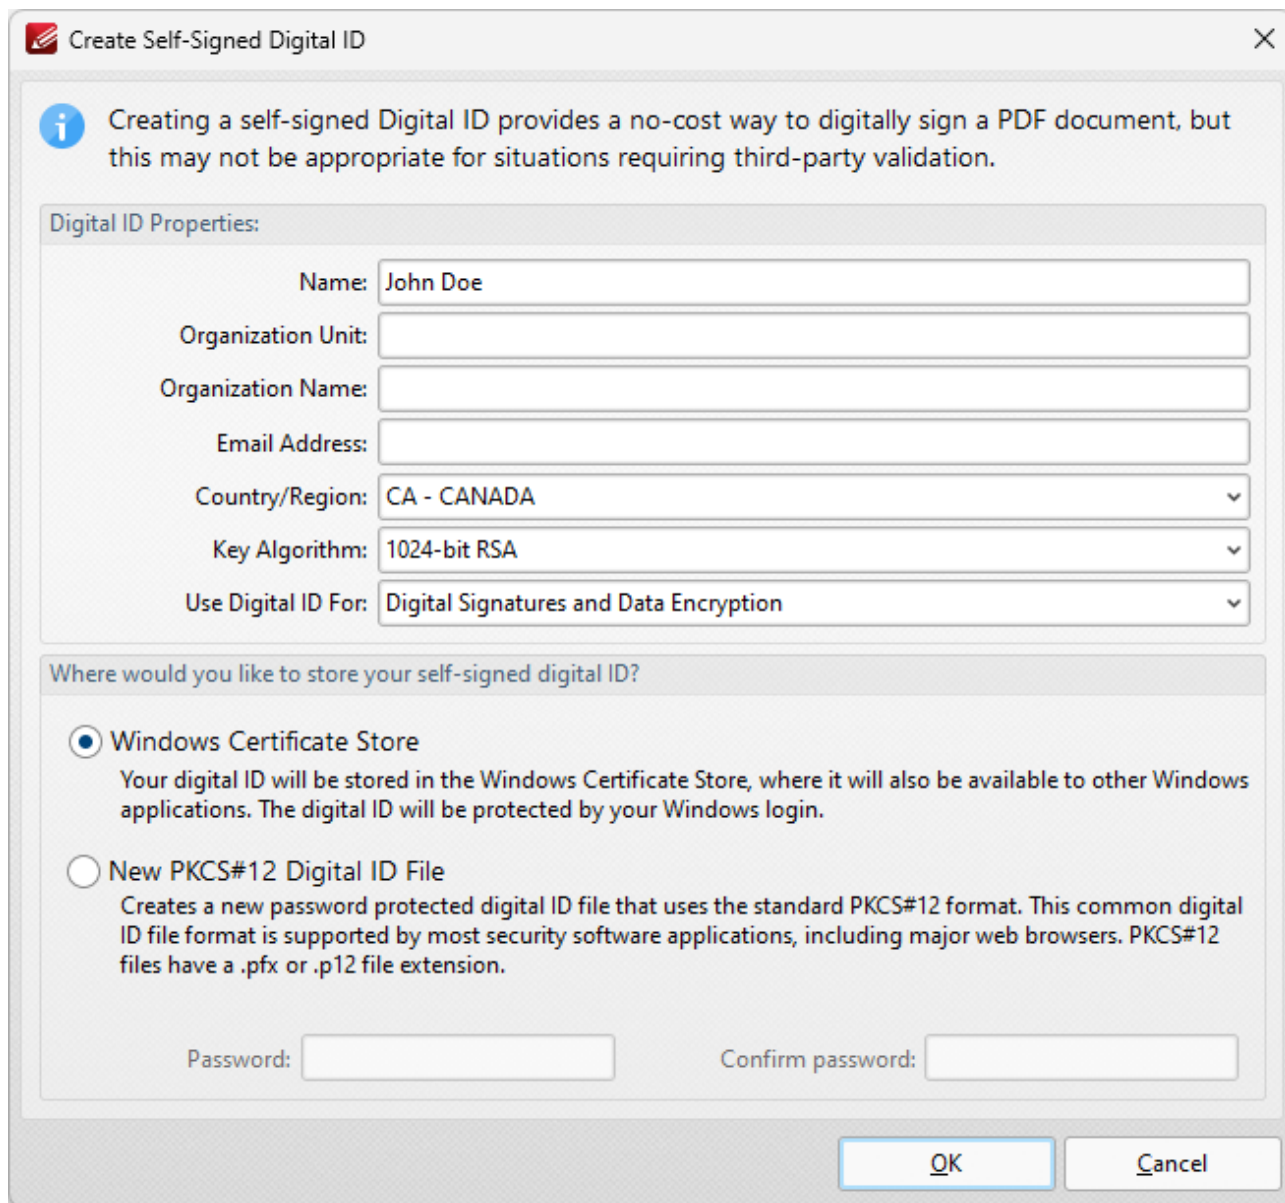 Create Self-Signed Digital ID
Creating a self-signed Digital ID provides a no-cost way to digitally sign a PDF document, but
this may not be appropriate for situations requiring third-party validation.
Digital ID Properties:
Name: John Doe
Organization Unit:
Organization Name:
Email Address:
Country/Region: CA - CANADA
Key Algorithm: 1024-bit RSA
Use Digital ID For: Digital Signatures and Data Encryption
Where would you like to store your self-signed digital ID?
Windows Certificate Store
Your digital ID will be stored in the Windows Certificate Store, where it will also be available to other Windows
applications. The digital ID will be protected by your Windows login.
New PKCS#12 Digital ID File
Creates a new password protected digital ID file that uses the standard PKCS#12 format. This common digital
ID file format is supported by most security software applications, including major web browsers. PKCS#12
files have a .pfx or .p12 file extension.
Password: Confirm password:
OK Cancel